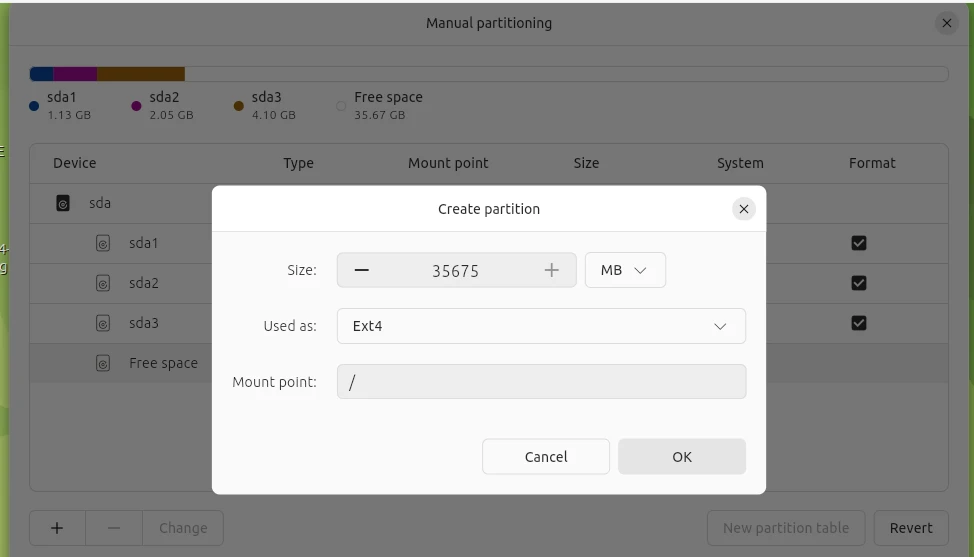 Manual partitioning
sda1
1.13 GB
sda2
2.05 GB
sda3
4.10 GB
Free space
35.67 GB
Device Type Mount point Size System Format
sda
Create partition
sda1
Size: 35675 MB
sda2
Used as: Ext4
sda3
Free space
Mount point: /
Cancel OK
Change New partition table Revert
E
4-
g